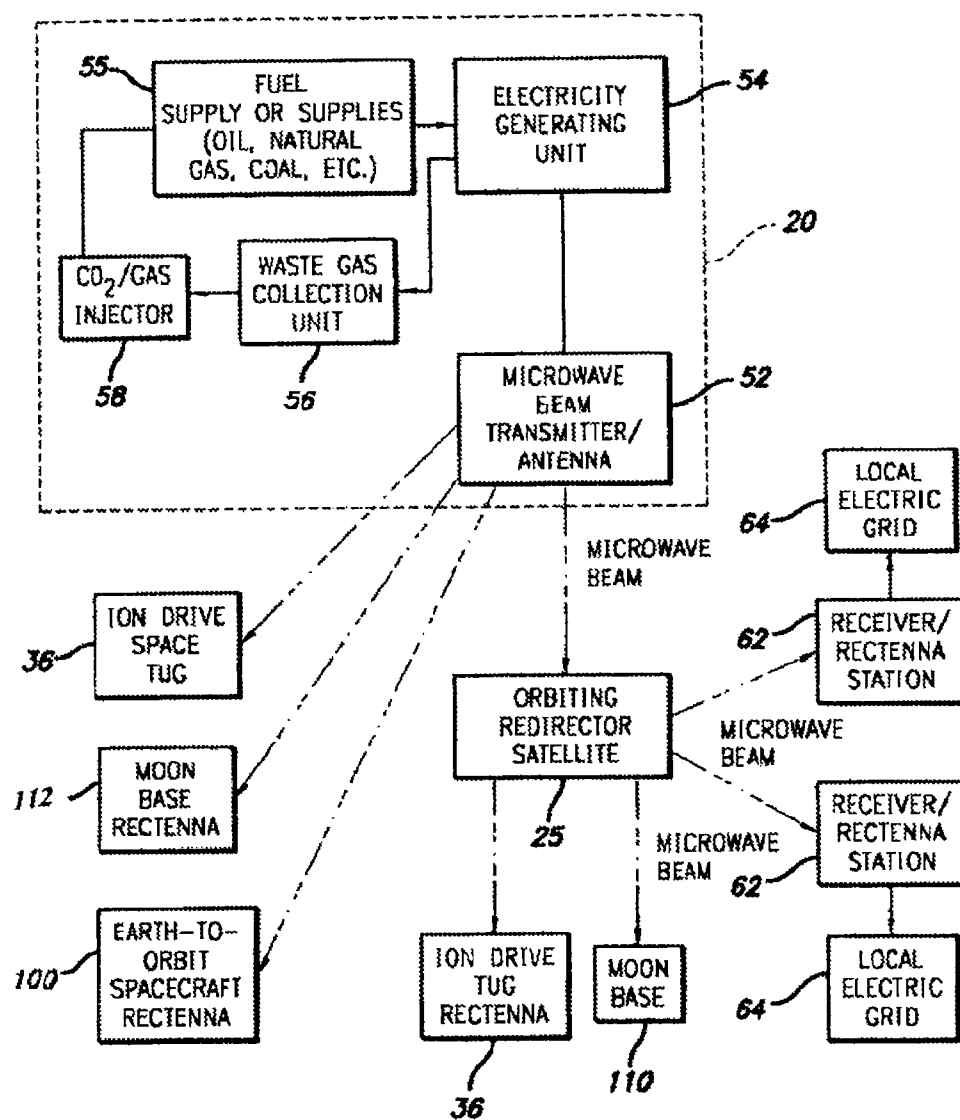 55
FUEL
SUPPLY OR SUPPLIES
(OIL, NATURAL
GAS, COAL, ETC.)
ELECTRICITY
GENERATING
UNIT
54
20
CO2/GAS
INJECTOR
58
WASTE GAS
COLLECTION
UNIT
56
MICROWAVE
BEAM
TRANSMITTER/
ANTENNA
52
MICROWAVE
BEAM
LOCAL
ELECTRIC
GRID
64
ION DRIVE
SPACE
TUG
36
62
RECEIVER/
RECTENNA
STATION
ORBITING
REDIRECTOR
SATELLITE
25
MICROWAVE
BEAM
MOON
BASE
RECTENNA
112
MICROWAVE
BEAM
RECEIVER/
RECTENNA
STATION
62
EARTH-TO-
ORBIT
SPACECRAFT
RECTENNA
100
ION DRIVE
TUG
RECTENNA
36
MOON
BASE
110
LOCAL
ELECTRIC
GRID
64